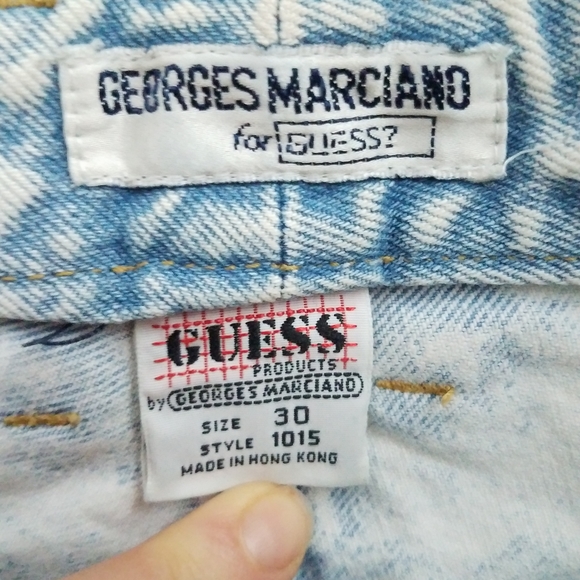 GEORGES MARCIANO
for GUESS?
GUESS
PRODUCTS
by GEORGES MARCIANO
SIZE 30
STYLE 1015
MADE IN HONG KONG